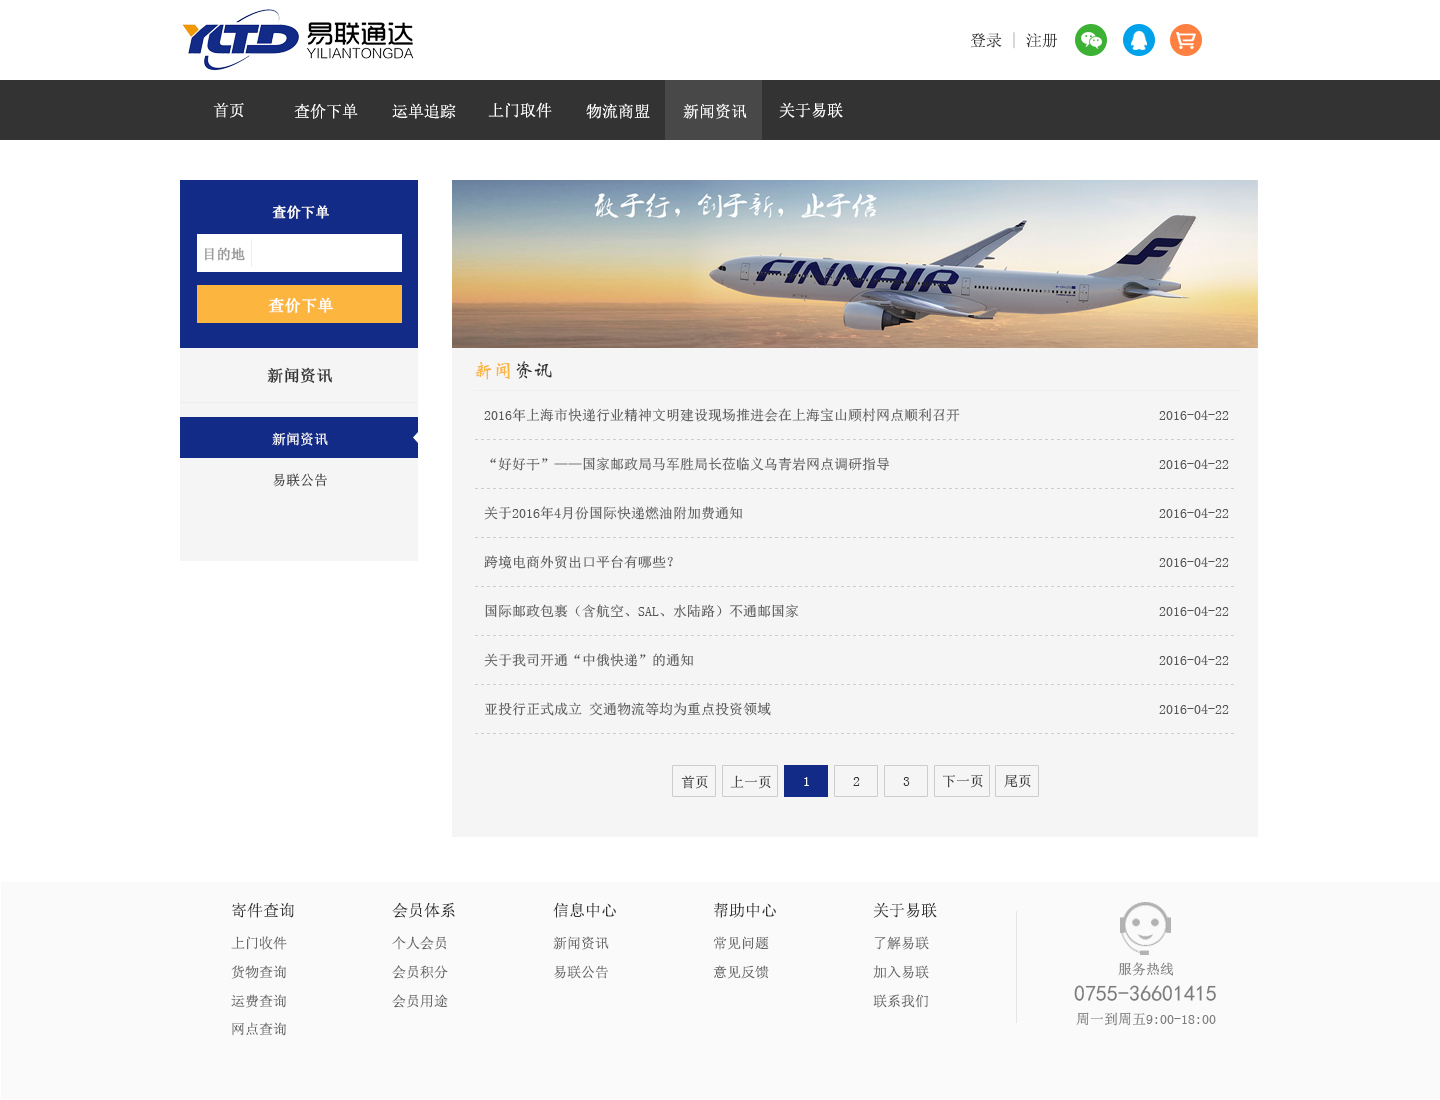 YLTD 易联通达
YILIANTONGDA
登录 | 注册
首页 查价下单 运单追踪 上门取件 物流商盟 新闻资讯 关于易联
查价下单
目的地
查价下单
新闻资讯
新闻资讯
易联公告
敢于行，创于新，止于信
FINNAIR
新闻资讯
2016年上海市快递行业精神文明建设现场推进会在上海宝山顾村网点顺利召开 2016-04-22
“好好干”——国家邮政局马军胜局长莅临义乌青岩网点调研指导 2016-04-22
关于2016年4月份国际快递燃油附加费通知 2016-04-22
跨境电商外贸出口平台有哪些？ 2016-04-22
国际邮政包裹（含航空、SAL、水陆路）不通邮国家 2016-04-22
关于我司开通“中俄快递”的通知 2016-04-22
亚投行正式成立 交通物流等均为重点投资领域 2016-04-22
首页 上一页 1 2 3 下一页 尾页
寄件查询 会员体系 信息中心 帮助中心 关于易联
上门收件 个人会员 新闻资讯 常见问题 了解易联
货物查询 会员积分 易联公告 意见反馈 加入易联
运费查询 会员用途 联系我们
网点查询
服务热线
0755-36601415
周一到周五9:00-18:00